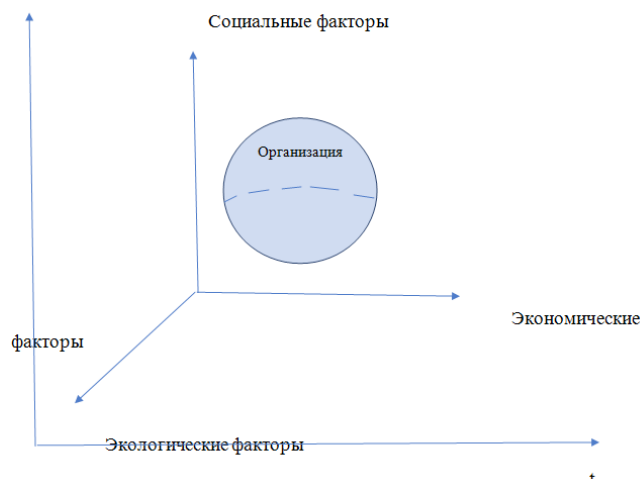 Социальные факторы
Организация
Экономические
факторы
Экологические факторы
t